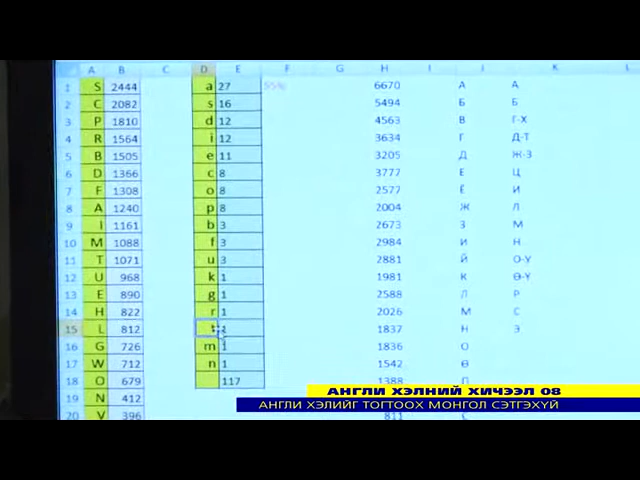 A B C D E F G H I J K
1 S 2444 a 27 55% 6670 А А
2 C 2082 s 16 5494 Б Б
3 P 1810 d 12 4563 В Г-Х
4 R 1564 i 12 3634 Г Д-Т
5 B 1505 e 11 3205 Д Ж-З
6 D 1366 c 8 3777 Е Ц
7 F 1308 o 8 2577 Ё И
8 A 1240 p 8 2004 Ж Л
9 I 1161 b 3 2673 З М
10 M 1088 f 3 2984 И Н
11 T 1071 u 3 2881 Й О-У
12 U 968 k 1 1981 К Ө-Ү
13 E 890 g 1 2588 Л Р
14 H 822 r 1 2026 М С
15 L 812 1837 Н Э
16 G 726 m 1 1836 О
17 W 712 n 1 1542 Ө
18 O 679 117 1388 П
19 N 412
20 V 396 811 С
АНГЛИ ХЭЛНИЙ ХИЧЭЭЛ 08
АНГЛИ ХЭЛИЙГ ТОГТООХ МОНГОЛ СЭТГЭХҮЙ